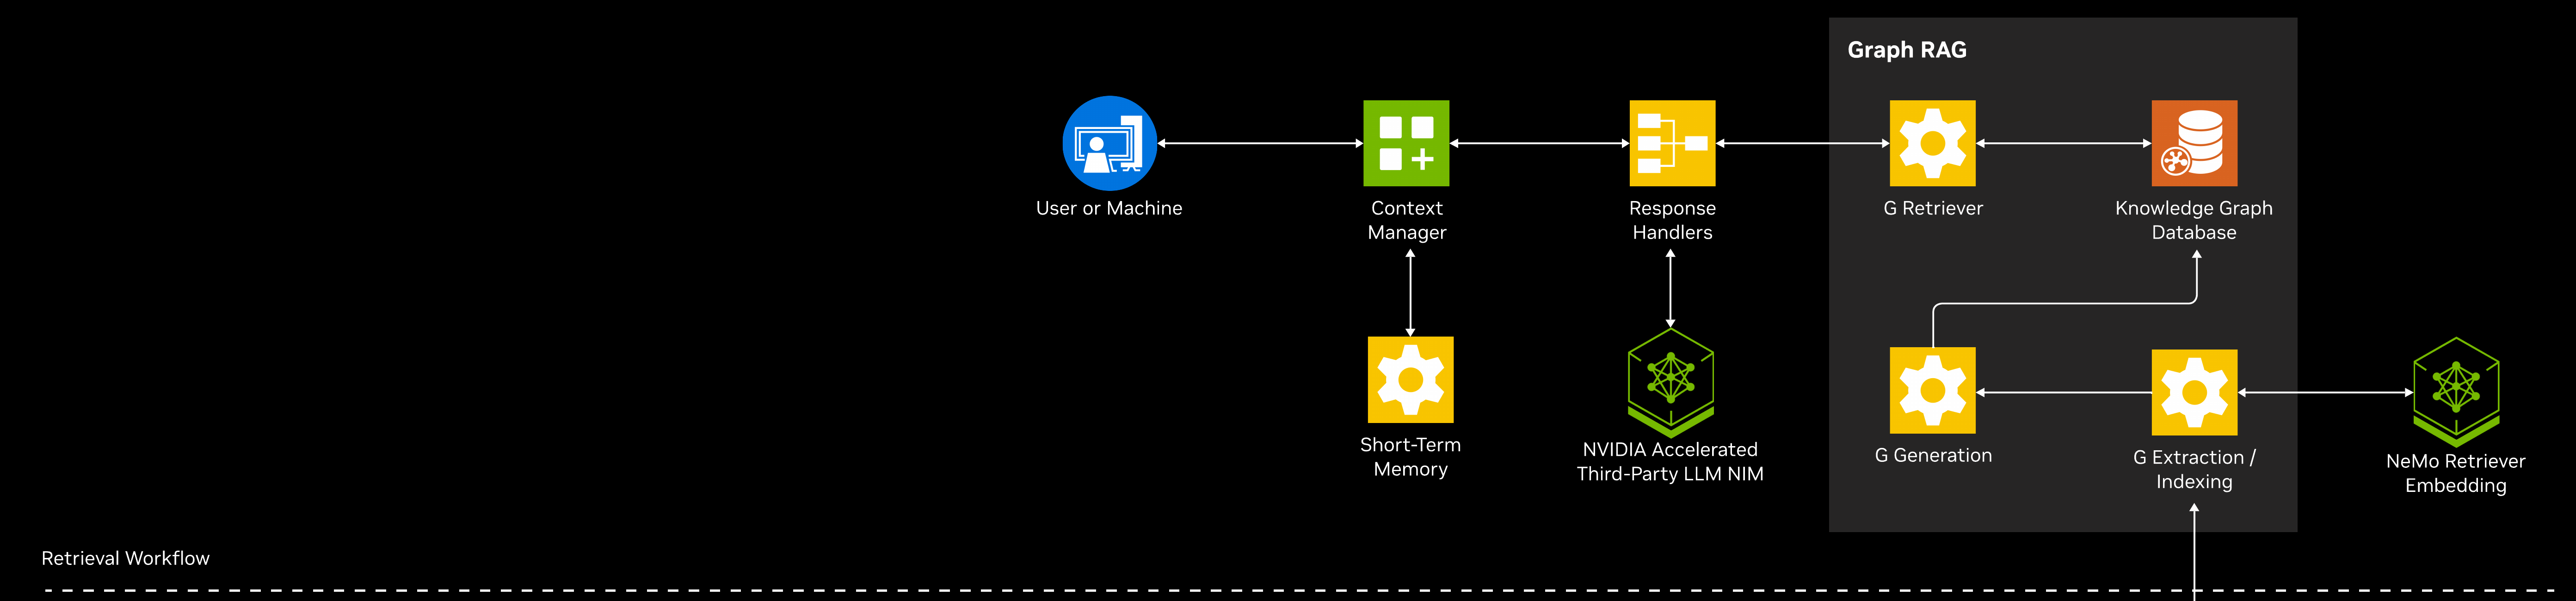 Graph RAG
User or Machine
Context
Manager
Response
Handlers
G Retriever
Knowledge Graph
Database
Short-Term
Memory
NVIDIA Accelerated
Third-Party LLM NIM
G Generation
G Extraction /
Indexing
NeMo Retriever
Embedding
Retrieval Workflow